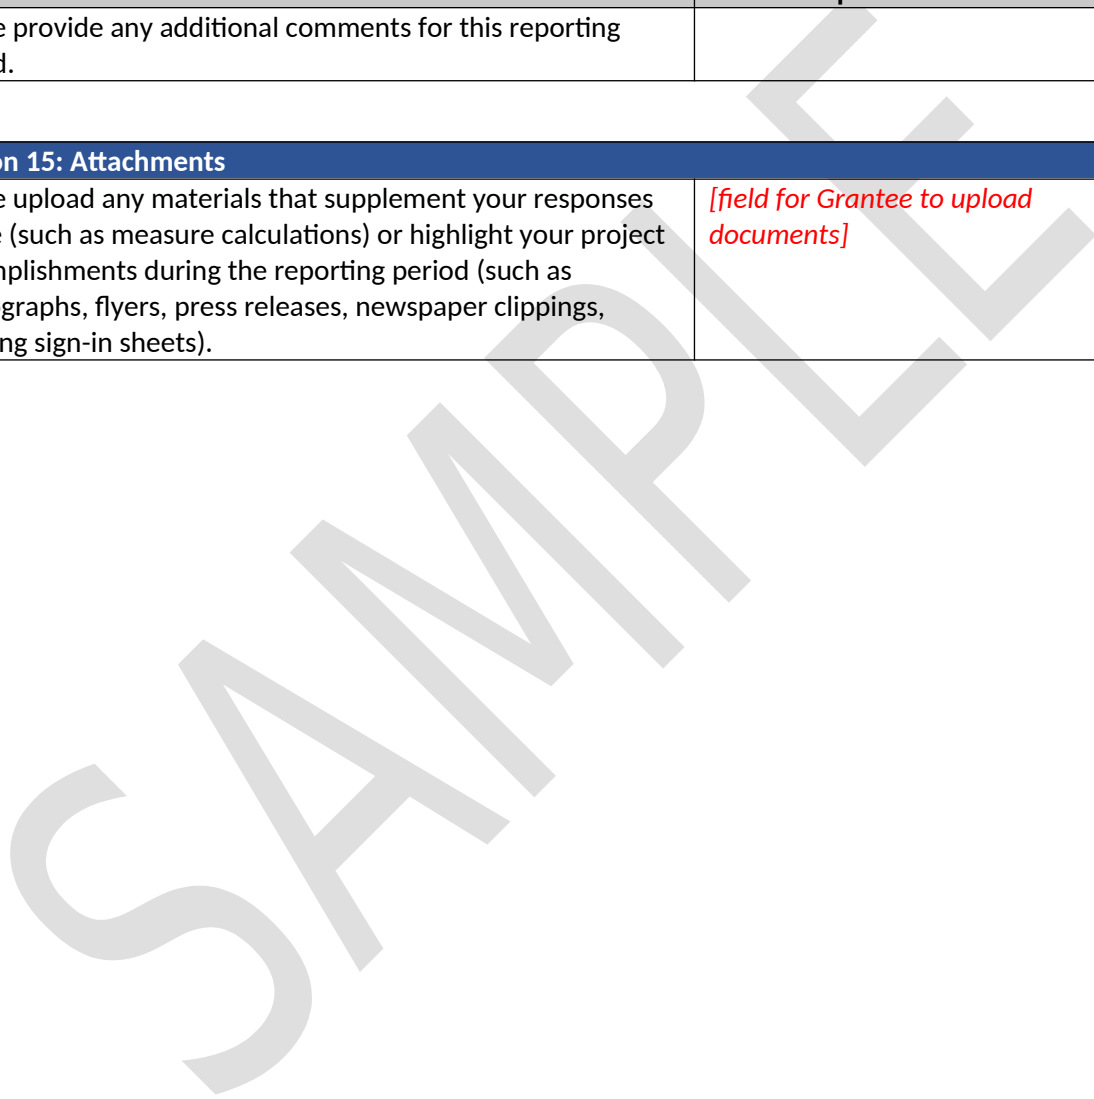 e provide any additional comments for this reporting
d.
on 15: Attachments
e upload any materials that supplement your responses
e (such as measure calculations) or highlight your project
mplishments during the reporting period (such as
graphs, flyers, press releases, newspaper clippings,
ng sign-in sheets).
[field for Grantee to upload
documents]
SAMPLE